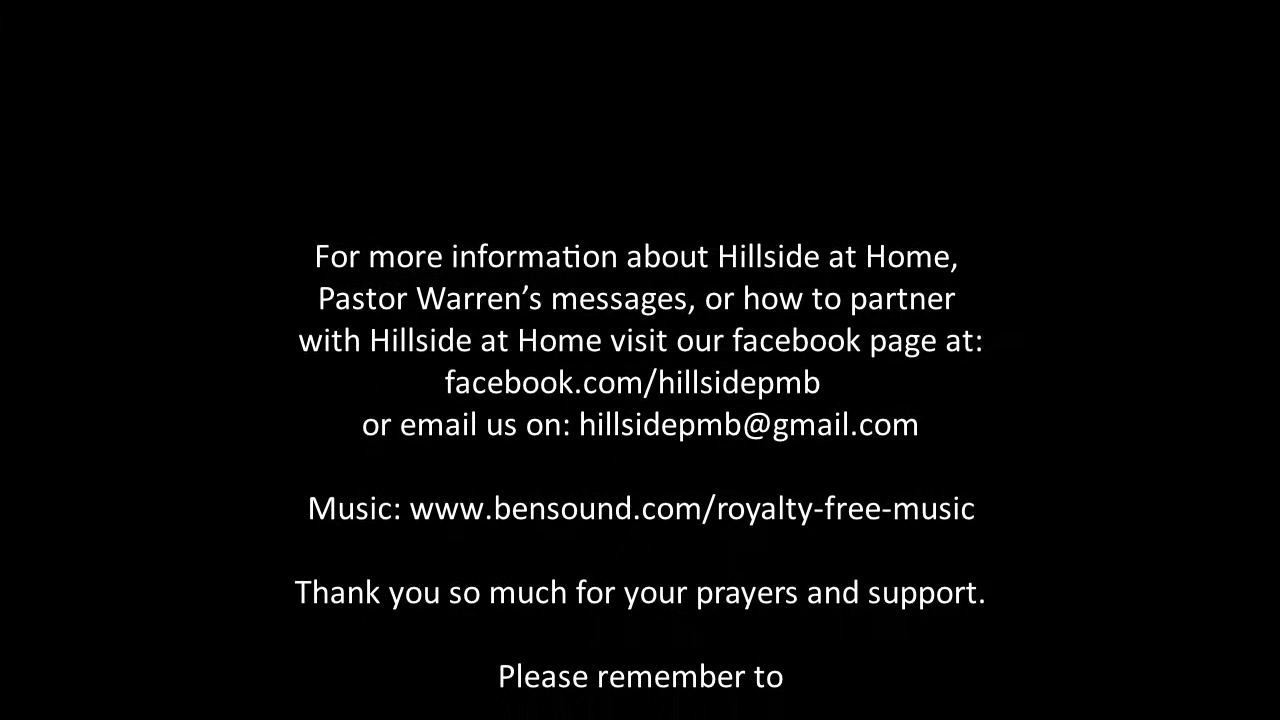 For more information about Hillside at Home,
Pastor Warren’s messages, or how to partner
with Hillside at Home visit our facebook page at:
facebook.com/hillsidepmb
or email us on: hillsidepmb@gmail.com
Music: www.bensound.com/royalty-free-music
Thank you so much for your prayers and support.
Please remember to